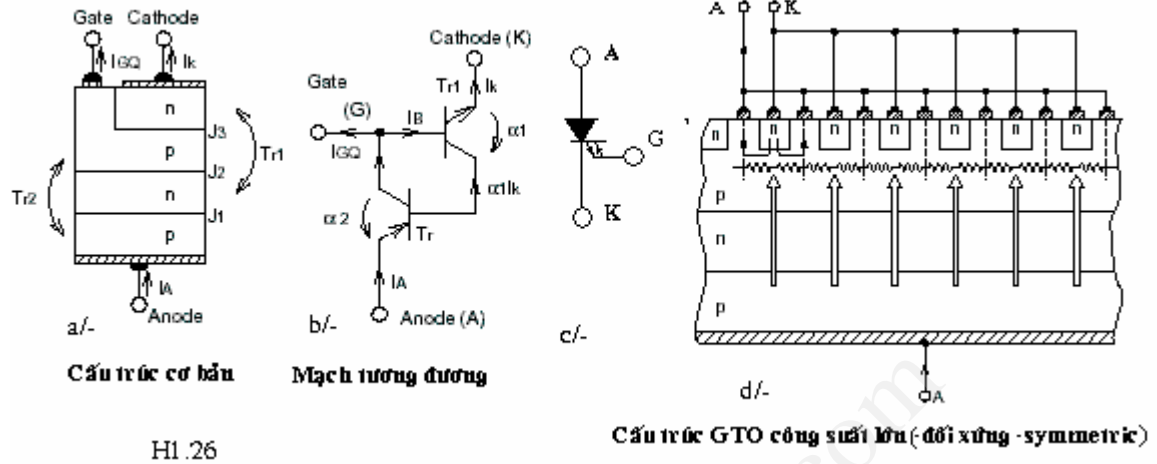 Gate Cathode
IGQ Ik
n
J3
p
J2
n
J1
p
Tr1
Tr2
IA
Anode
a/-
Cấu trúc cơ bản
Cathode (K)
Gate
(G)
Tr1
Ik
IB
IGQ
α1
α1Ik
α2
Tr
IA
Anode (A)
b/-
Mạch tương đương
A
G
K
c/-
A K
n n n n n n n
p
n
p
A
d/-
Cấu trúc GTO công suất lớn (-đối xứng -symmetric)
H1.26
com